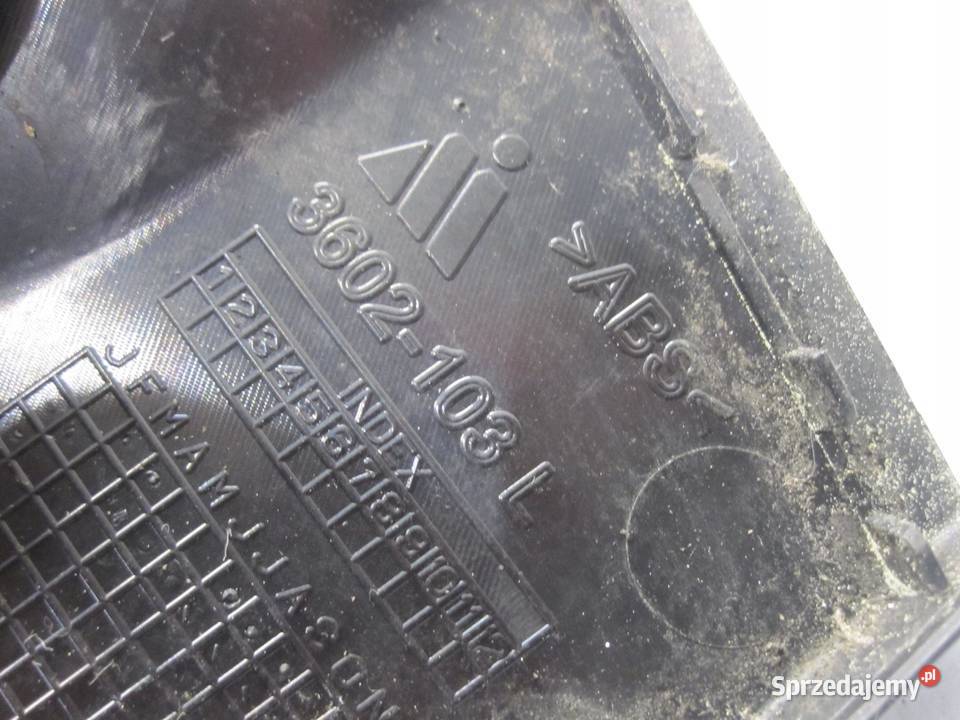 3602-103 L
>ABS<
INDEX
1 2 3 4 5 6 7 8 9 10 11 12
J F M A M J J A S O N
Sprzedajemy.pl